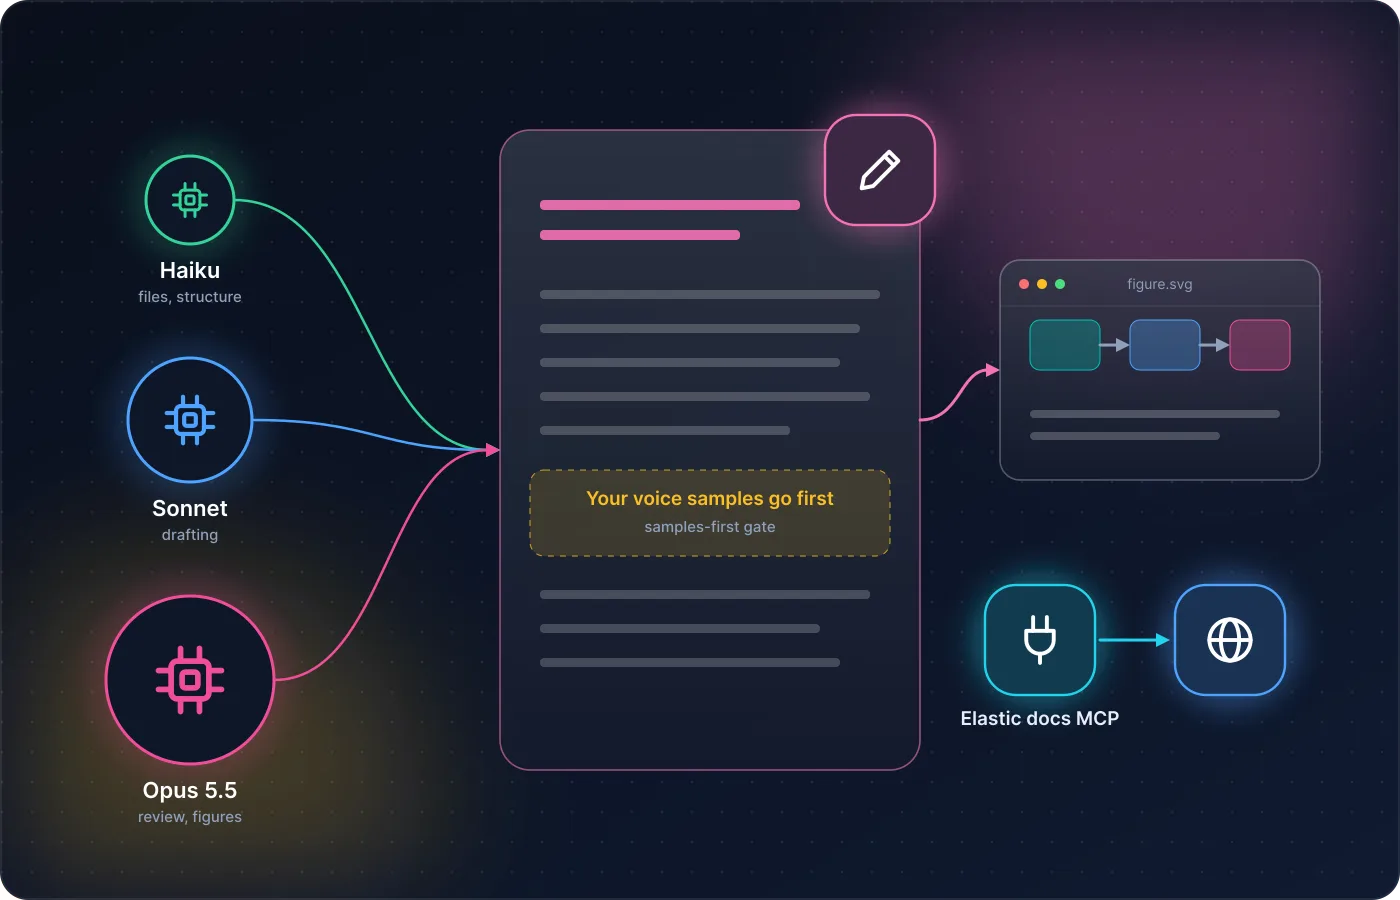 Haiku
files, structure
Sonnet
drafting
Opus 5.5
review, figures
Your voice samples go first
samples-first gate
figure.svg
Elastic docs MCP